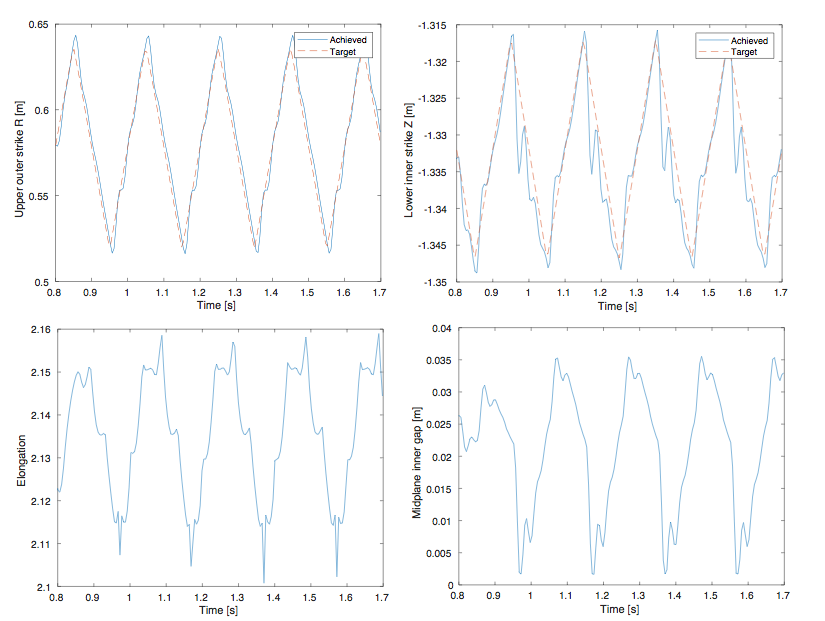 Upper outer strike R [m]
0.65
0.6
0.55
0.5
Achieved
Target
0.8 0.9 1 1.1 1.2 1.3 1.4 1.5 1.6 1.7
Time [s]
Lower inner strike Z [m]
-1.315
-1.32
-1.325
-1.33
-1.335
-1.34
-1.345
-1.35
Achieved
Target
0.8 0.9 1 1.1 1.2 1.3 1.4 1.5 1.6 1.7
Time [s]
Elongation
2.16
2.15
2.14
2.13
2.12
2.11
2.1
0.8 0.9 1 1.1 1.2 1.3 1.4 1.5 1.6 1.7
Time [s]
Midplane inner gap [m]
0.04
0.035
0.03
0.025
0.02
0.015
0.01
0.005
0
0.8 0.9 1 1.1 1.2 1.3 1.4 1.5 1.6 1.7
Time [s]